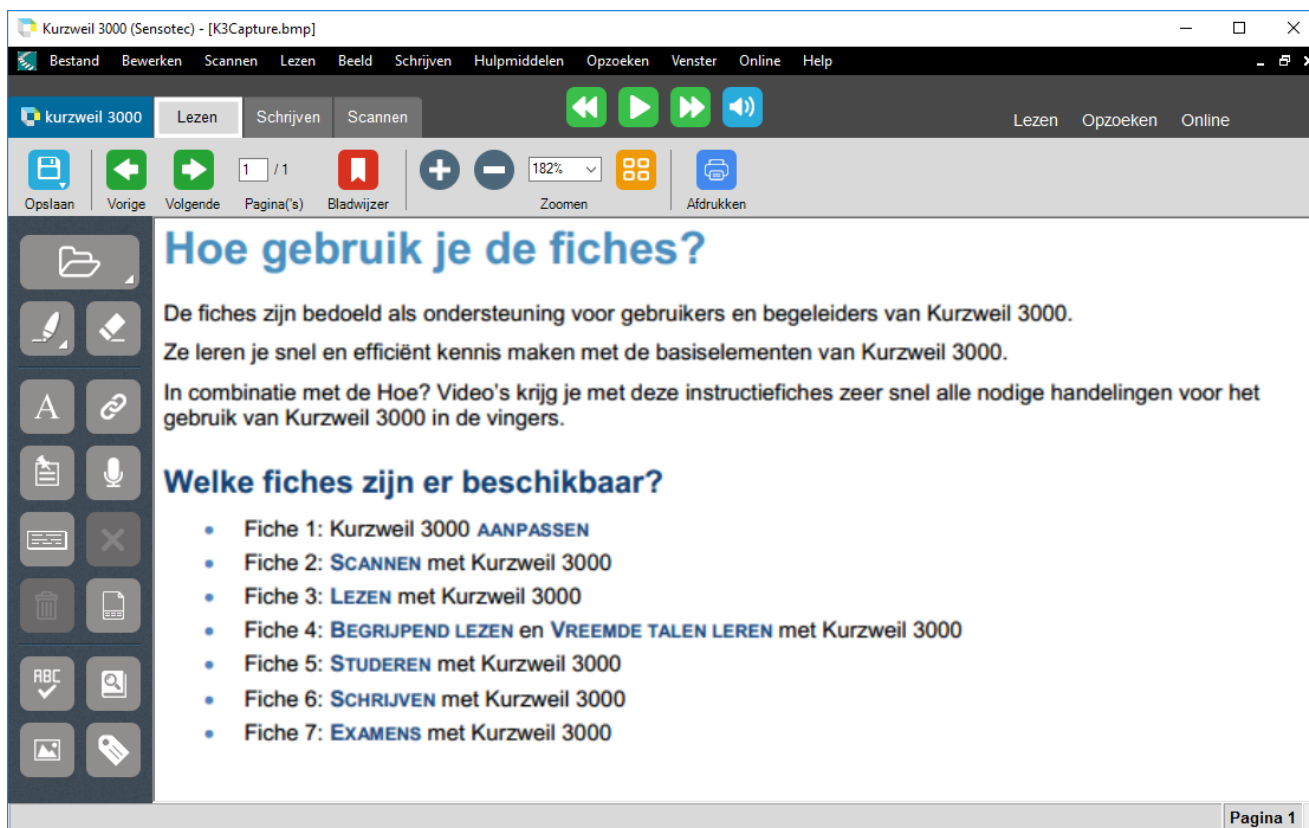 Kurzweil 3000 (Sensotec) - [K3Capture.bmp]
Bestand Bewerken Scannen Lezen Beeld Schrijven Hulpmiddelen Opzoeken Venster Online Help
kurzweil 3000 Lezen Schrijven Scannen Lezen Opzoeken Online
1 / 1 182%
Opslaan Vorige Volgende Pagina('s) Bladwijzer Zoomen Afdrukken
Hoe gebruik je de fiches?
De fiches zijn bedoeld als ondersteuning voor gebruikers en begeleiders van Kurzweil 3000.
Ze leren je snel en efficiënt kennis maken met de basiselementen van Kurzweil 3000.
In combinatie met de Hoe? Video's krijg je met deze instructiefiches zeer snel alle nodige handelingen voor het
gebruik van Kurzweil 3000 in de vingers.
Welke fiches zijn er beschikbaar?
• Fiche 1: Kurzweil 3000 AANPASSEN
• Fiche 2: SCANNEN met Kurzweil 3000
• Fiche 3: LEZEN met Kurzweil 3000
• Fiche 4: BEGRIJPEND LEZEN en VREEMDE TALEN LEREN met Kurzweil 3000
• Fiche 5: STUDEREN met Kurzweil 3000
• Fiche 6: SCHRIJVEN met Kurzweil 3000
• Fiche 7: EXAMENS met Kurzweil 3000
A
ABC
Pagina 1